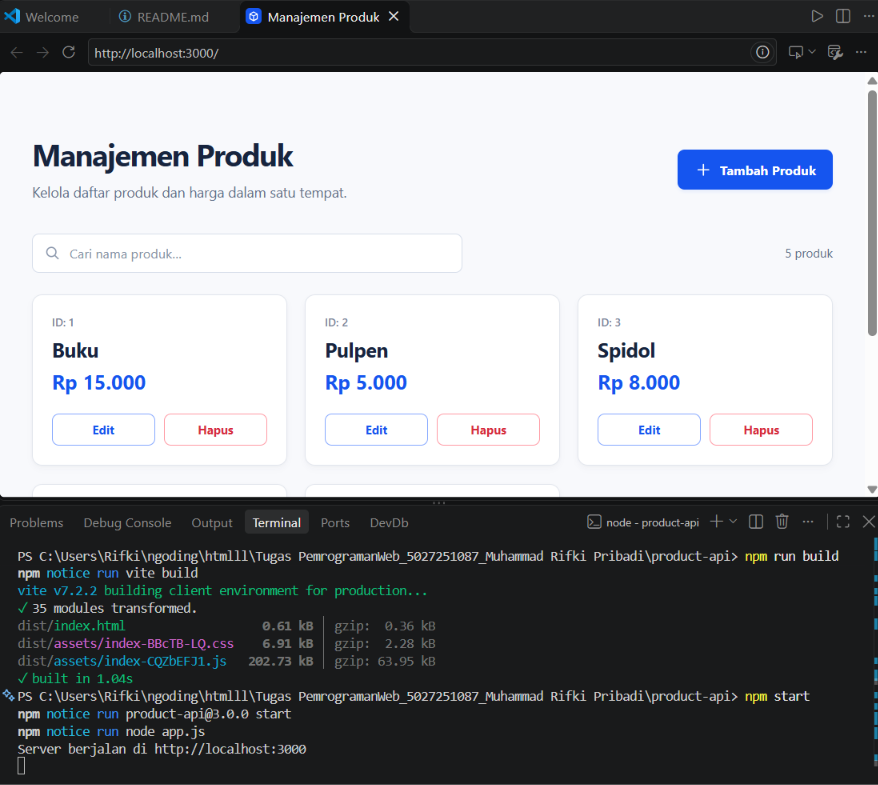 Welcome
README.md
Manajemen Produk
http://localhost:3000/
Manajemen Produk
Kelola daftar produk dan harga dalam satu tempat.
Tambah Produk
Cari nama produk...
5 produk
ID: 1
Buku
Rp 15.000
Edit
Hapus
ID: 2
Pulpen
Rp 5.000
Edit
Hapus
ID: 3
Spidol
Rp 8.000
Edit
Hapus
Problems Debug Console Output Terminal Ports DevDb
node - product-api
PS C:\Users\Rifki\ngoding\htmlll\Tugas PemrogramanWeb_5027251087_Muhammad Rifki Pribadi\product-api> npm run build
npm notice run vite build
vite v7.2.2 building client environment for production...
✓ 35 modules transformed.
dist/index.html 0.61 kB │ gzip: 0.36 kB
dist/assets/index-BBcTB-LQ.css 6.91 kB │ gzip: 2.28 kB
dist/assets/index-CQZbEFJ1.js 202.73 kB │ gzip: 63.95 kB
✓ built in 1.04s
PS C:\Users\Rifki\ngoding\htmlll\Tugas PemrogramanWeb_5027251087_Muhammad Rifki Pribadi\product-api> npm start
npm notice run product-api@3.0.0 start
npm notice run node app.js
Server berjalan di http://localhost:3000